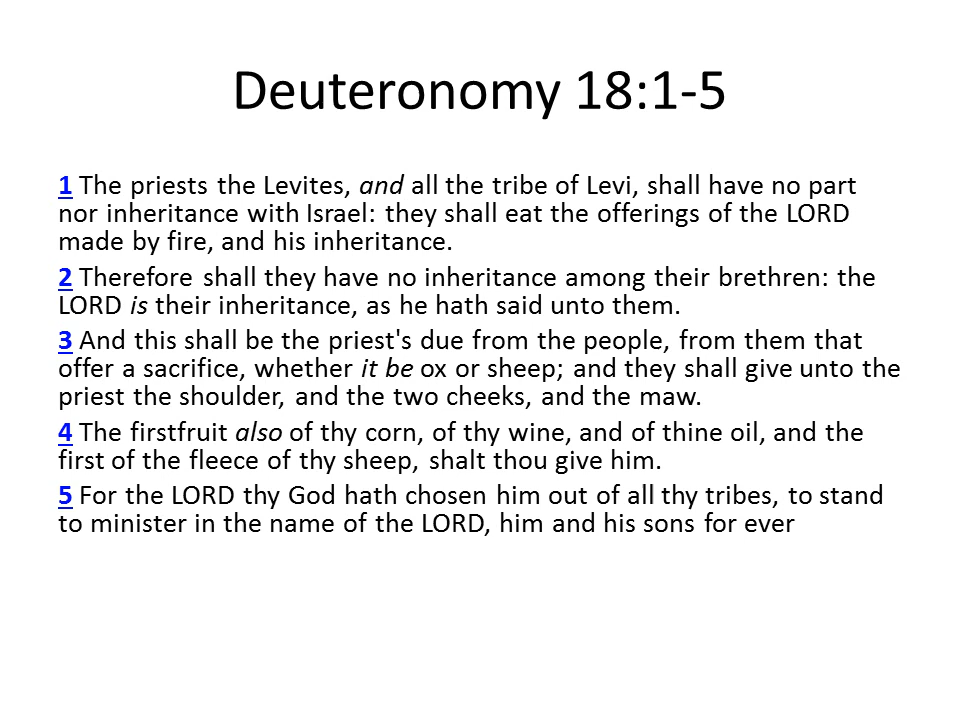 Deuteronomy 18:1-5
1 The priests the Levites, and all the tribe of Levi, shall have no part
nor inheritance with Israel: they shall eat the offerings of the LORD
made by fire, and his inheritance.
2 Therefore shall they have no inheritance among their brethren: the
LORD is their inheritance, as he hath said unto them.
3 And this shall be the priest's due from the people, from them that
offer a sacrifice, whether it be ox or sheep; and they shall give unto the
priest the shoulder, and the two cheeks, and the maw.
4 The firstfruit also of thy corn, of thy wine, and of thine oil, and the
first of the fleece of thy sheep, shalt thou give him.
5 For the LORD thy God hath chosen him out of all thy tribes, to stand
to minister in the name of the LORD, him and his sons for ever